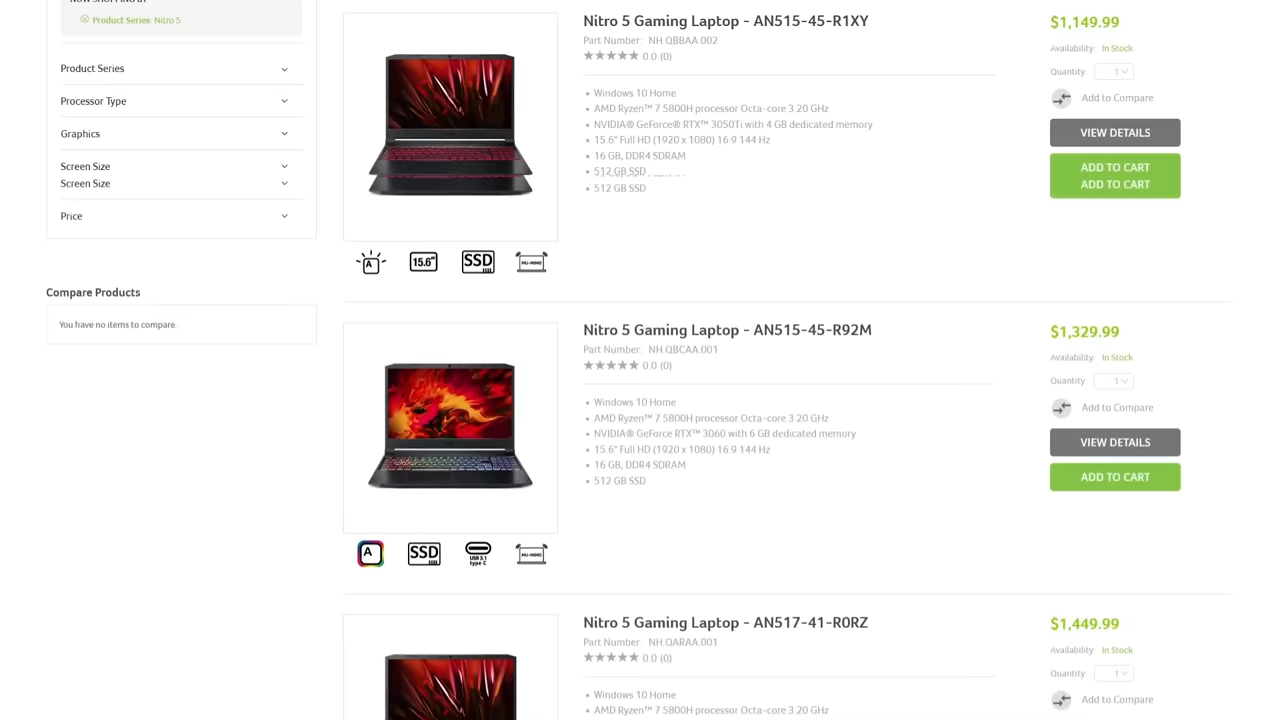 NOW SHOPPING BY
Product Series: Nitro 5
Product Series
Processor Type
Graphics
Screen Size
Screen Size
Price
Compare Products
You have no items to compare.
Nitro 5 Gaming Laptop - AN515-45-R1XY
Part Number: NH.QBBAA.002
0.0 (0)
Windows 10 Home
AMD Ryzen™ 7 5800H processor Octa-core 3.20 GHz
NVIDIA® GeForce® RTX™ 3050Ti with 4 GB dedicated memory
15.6" Full HD (1920 x 1080) 16:9 144 Hz
16 GB, DDR4 SDRAM
512 GB SSD
512 GB SSD
$1,149.99
Availability: In Stock
Quantity: 1
Add to Compare
VIEW DETAILS
ADD TO CART
ADD TO CART
A 15.6" SSD MU-MIMO
Nitro 5 Gaming Laptop - AN515-45-R92M
Part Number: NH.QBCAA.001
0.0 (0)
Windows 10 Home
AMD Ryzen™ 7 5800H processor Octa-core 3.20 GHz
NVIDIA® GeForce RTX™ 3060 with 6 GB dedicated memory
15.6" Full HD (1920 x 1080) 16:9 144 Hz
16 GB, DDR4 SDRAM
512 GB SSD
$1,329.99
Availability: In Stock
Quantity: 1
Add to Compare
VIEW DETAILS
ADD TO CART
A SSD USB 3.1 type C MU-MIMO
Nitro 5 Gaming Laptop - AN517-41-R0RZ
Part Number: NH.QARAA.001
0.0 (0)
Windows 10 Home
AMD Ryzen™ 7 5800H processor Octa-core 3.20 GHz
$1,449.99
Availability: In Stock
Quantity: 1
Add to Compare